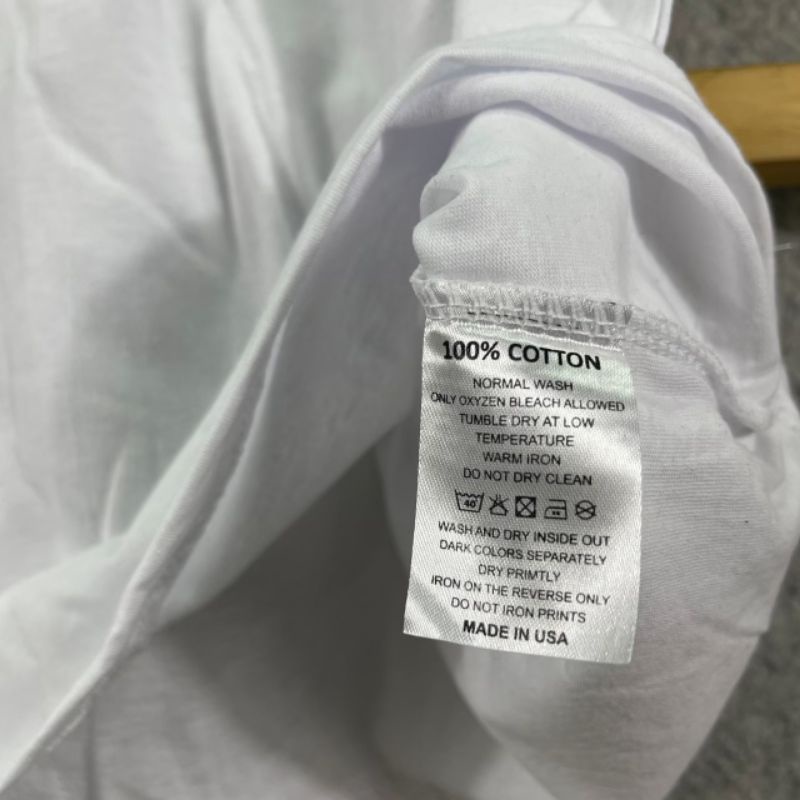 100% COTTON
NORMAL WASH
ONLY OXYZEN BLEACH ALLOWED
TUMBLE DRY AT LOW
TEMPERATURE
WARM IRON
DO NOT DRY CLEAN
40
WASH AND DRY INSIDE OUT
DARK COLORS SEPARATELY
DRY PRIMTLY
IRON ON THE REVERSE ONLY
DO NOT IRON PRINTS
MADE IN USA